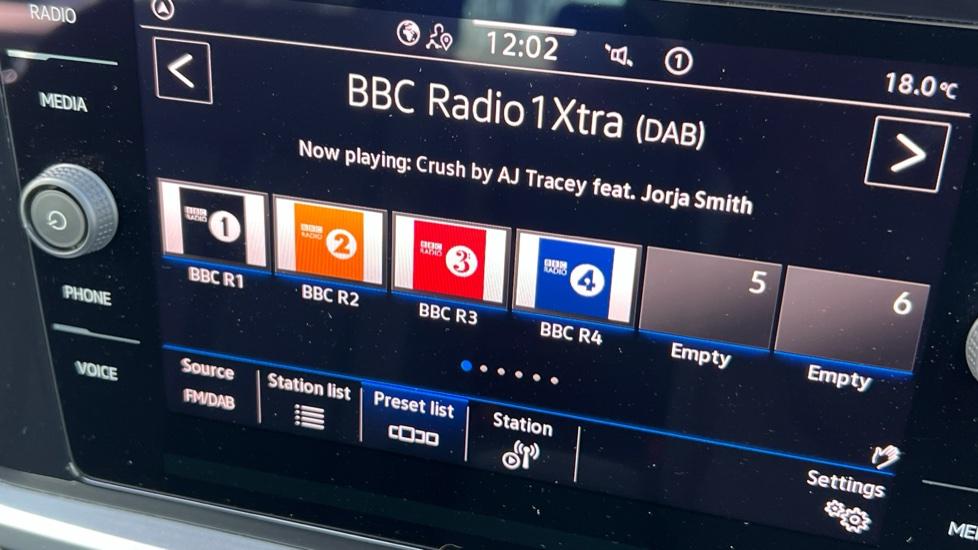 RADIO
MEDIA
PHONE
VOICE
12:02
1
18.0°C
<
BBC Radio 1Xtra (DAB)
>
Now playing: Crush by AJ Tracey feat. Jorja Smith
BBC RADIO 1
BBC RADIO 2
BBC RADIO 3
BBC RADIO 4
5
6
BBC R1
BBC R2
BBC R3
BBC R4
Empty
Empty
Source
FM/DAB
Station list
Preset list
Station
Settings